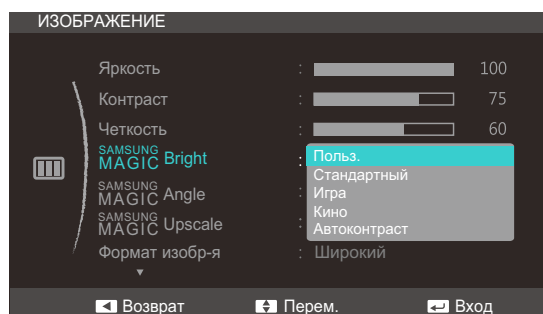 ИЗОБРАЖЕНИЕ
Яркость : 100
Контраст : 75
Четкость : 60
SAMSUNG MAGIC Bright : Польз.
Стандартный
Игра
Кино
Автоконтраст
SAMSUNG MAGIC Angle :
SAMSUNG MAGIC Upscale :
Формат изобр-я : Широкий
Возврат Перем. Вход